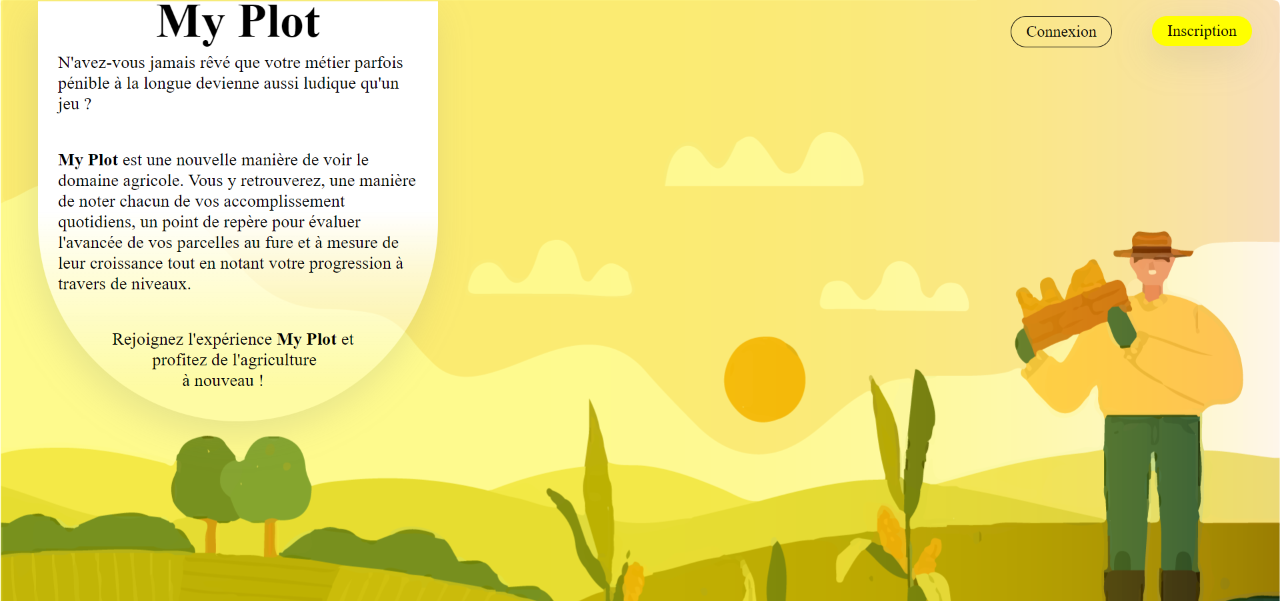 My Plot
Connexion
Inscription
N'avez-vous jamais rêvé que votre métier parfois
pénible à la longue devienne aussi ludique qu'un
jeu ?
My Plot est une nouvelle manière de voir le
domaine agricole. Vous y retrouverez, une manière
de noter chacun de vos accomplissement
quotidiens, un point de repère pour évaluer
l'avancée de vos parcelles au fure et à mesure de
leur croissance tout en notant votre progression à
travers de niveaux.
Rejoignez l'expérience My Plot et
profitez de l'agriculture
à nouveau !